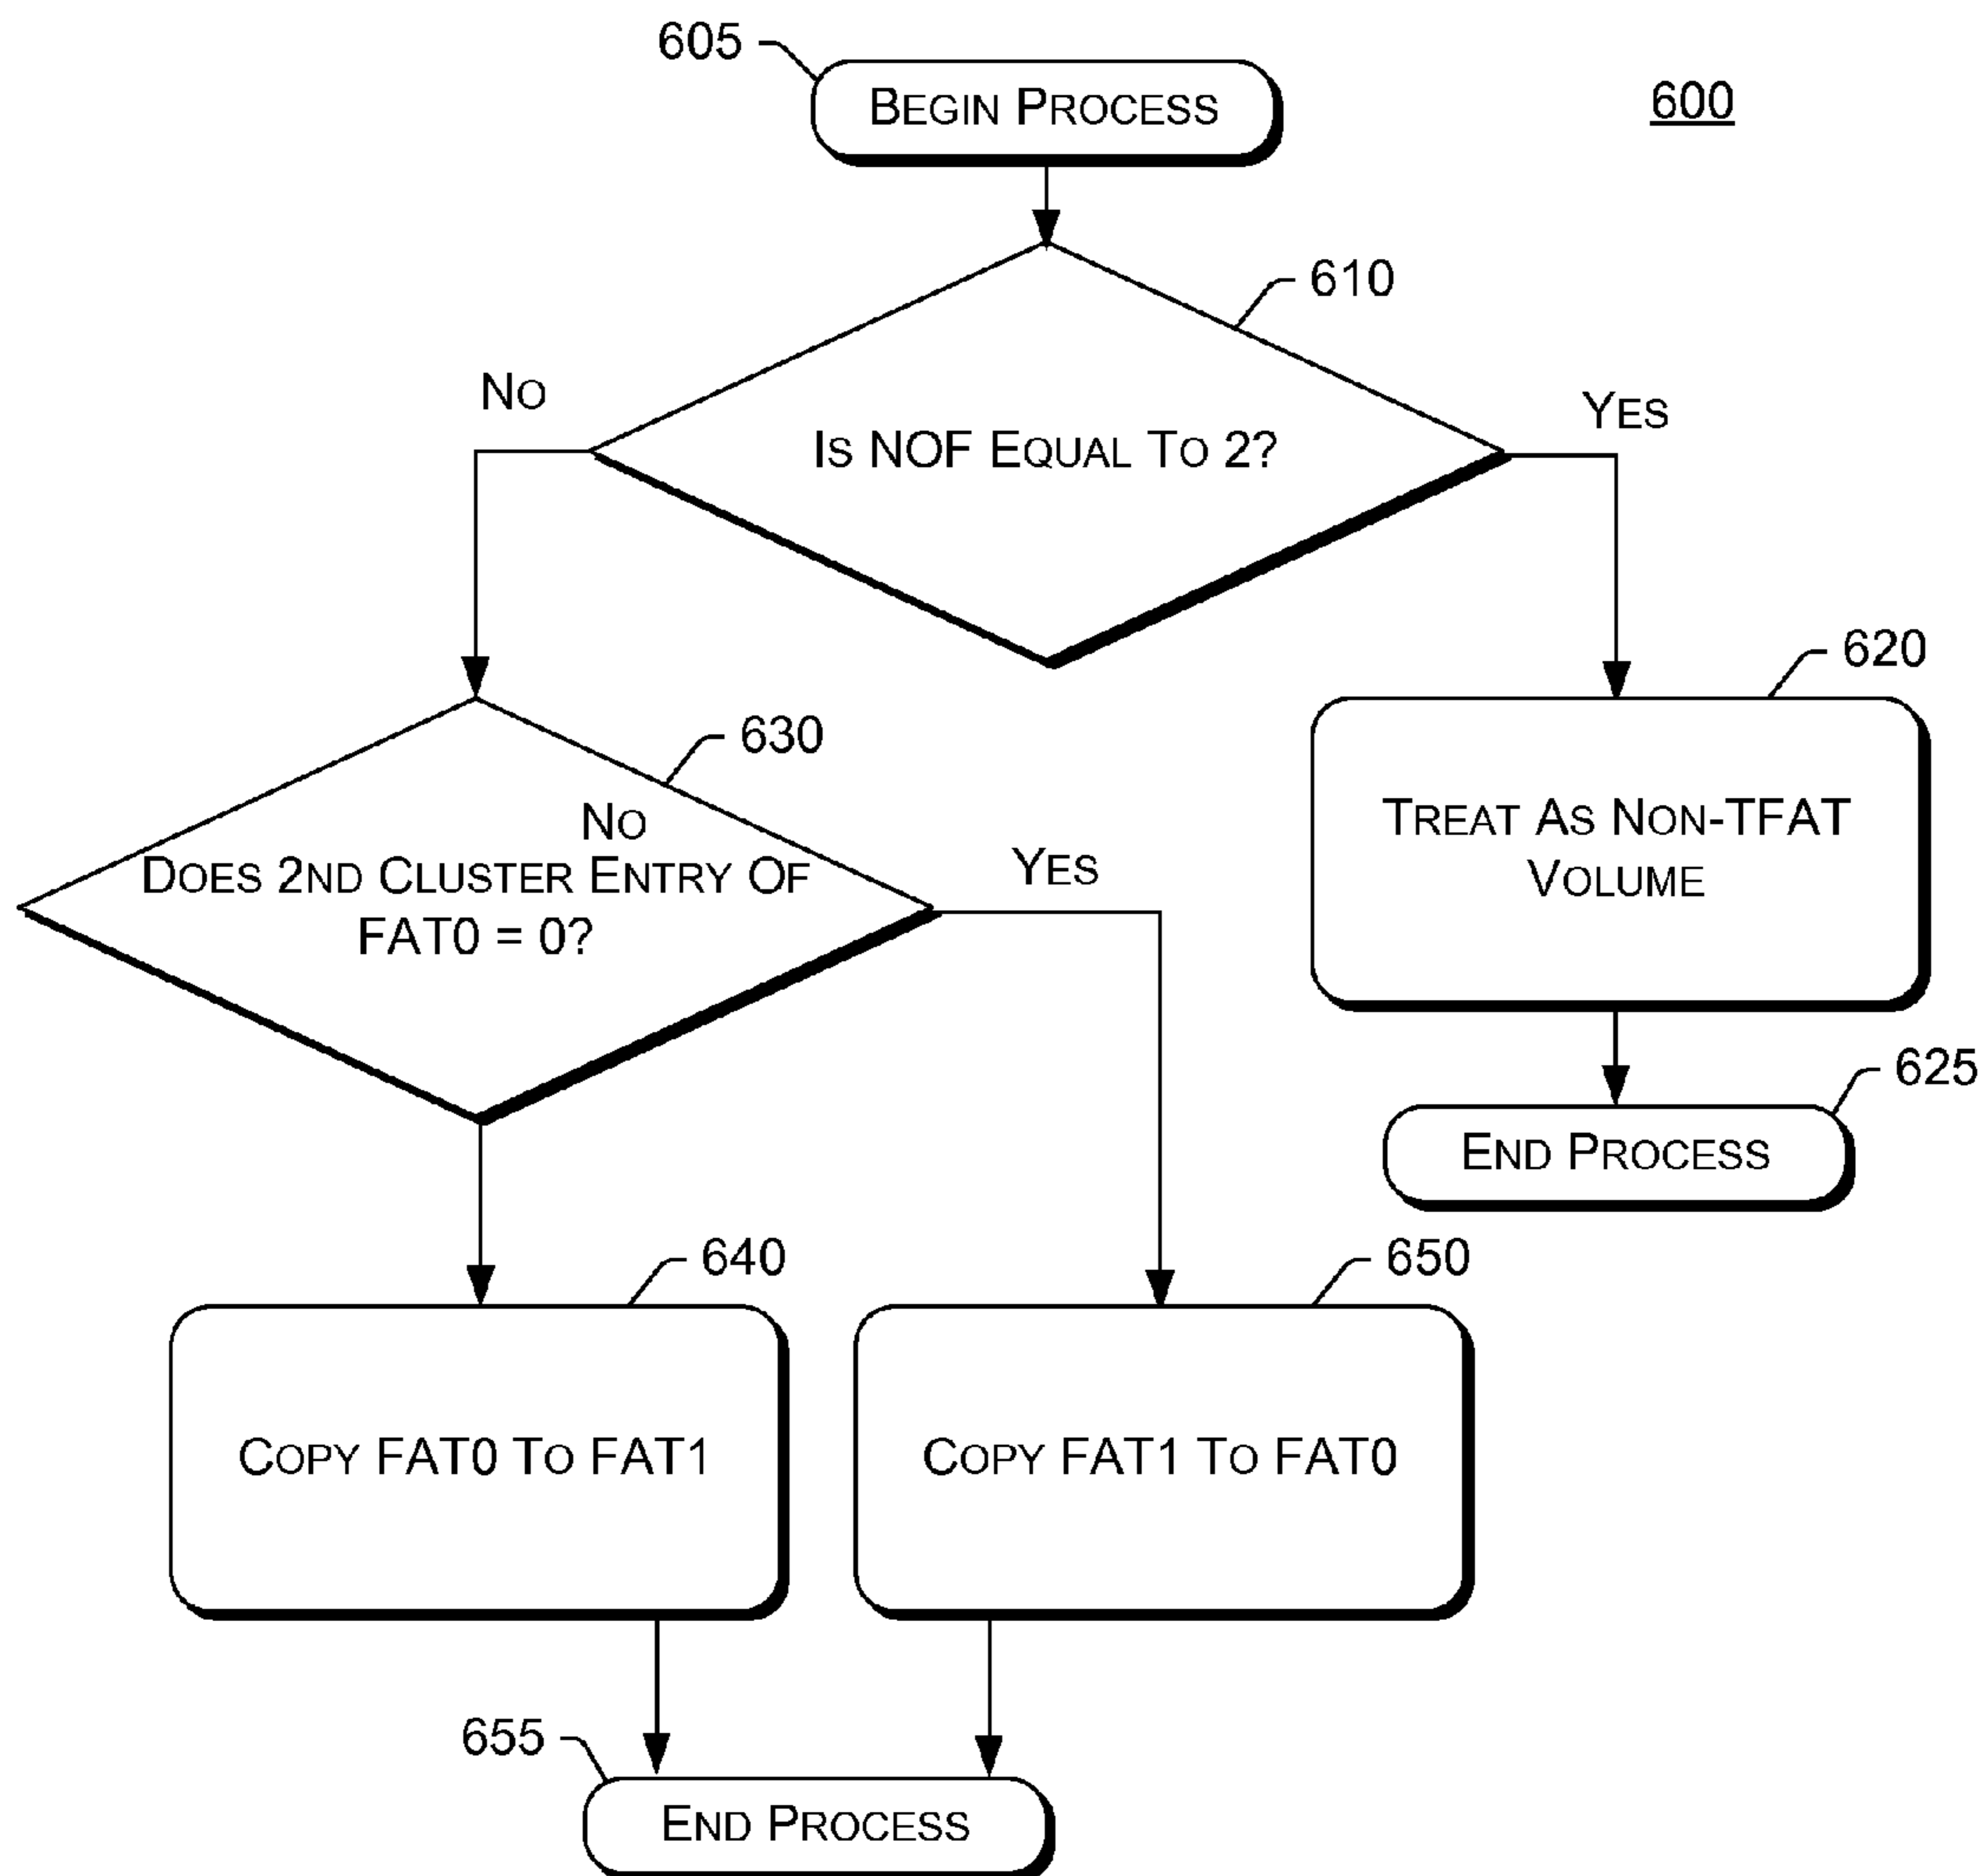 605
BEGIN PROCESS
600
610
NO
YES
IS NOF EQUAL TO 2?
620
630
NO
TREAT AS NON-TFAT
VOLUME
DOES 2ND CLUSTER ENTRY OF
FAT0 = 0?
YES
625
END PROCESS
640
650
COPY FAT0 TO FAT1
COPY FAT1 TO FAT0
655
END PROCESS